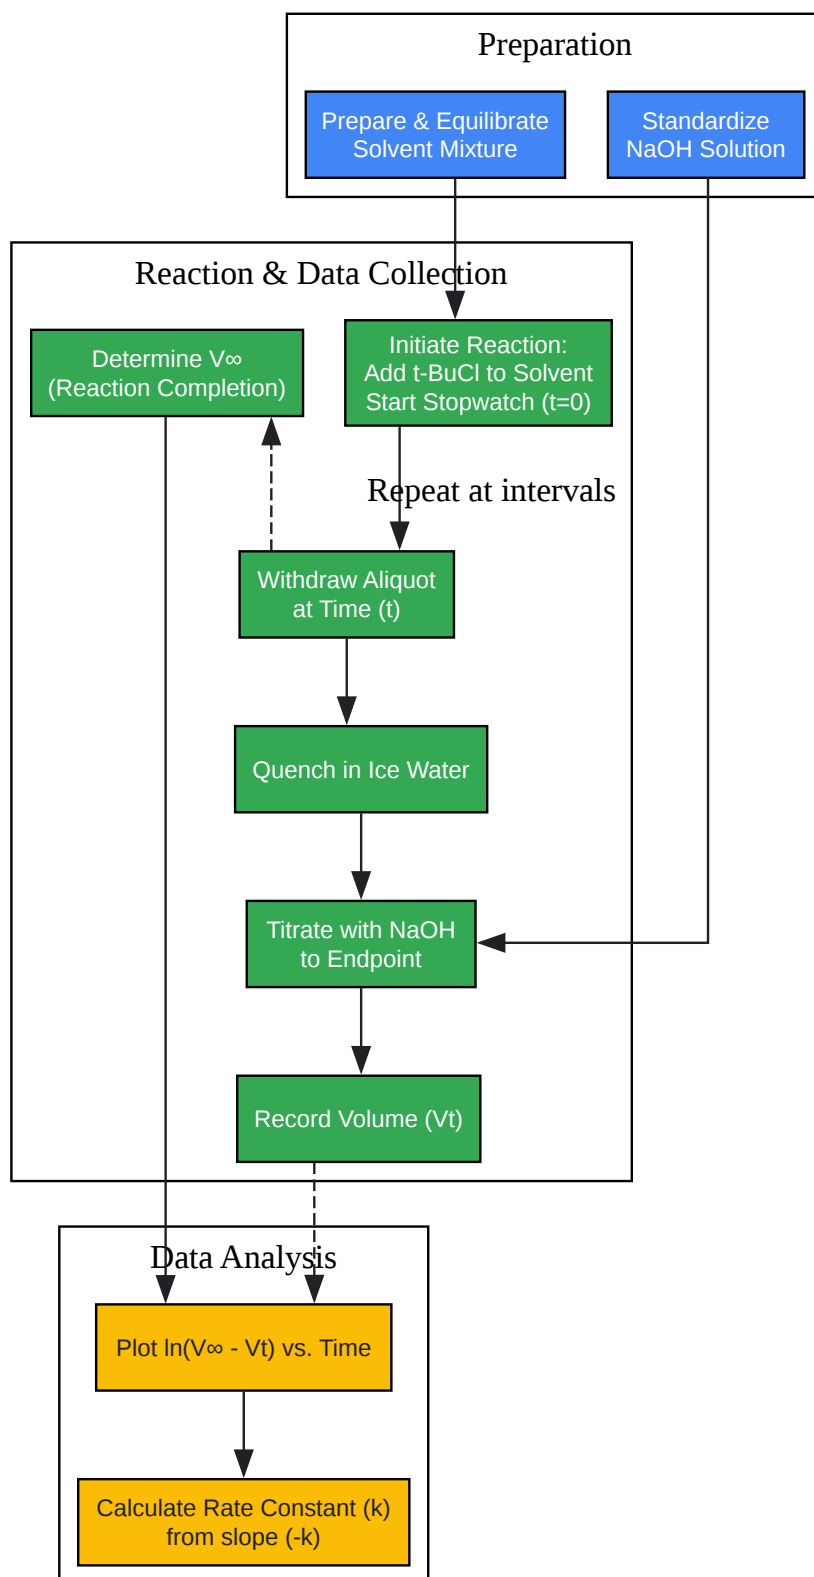 Preparation
Prepare & Equilibrate
Solvent Mixture
Standardize
NaOH Solution
Reaction & Data Collection
Determine V∞
(Reaction Completion)
Initiate Reaction:
Add t-BuCl to Solvent
Start Stopwatch (t=0)
Repeat at intervals
Withdraw Aliquot
at Time (t)
Quench in Ice Water
Titrate with NaOH
to Endpoint
Record Volume (Vt)
Data Analysis
Plot ln(V∞ - Vt) vs. Time
Calculate Rate Constant (k)
from slope (-k)